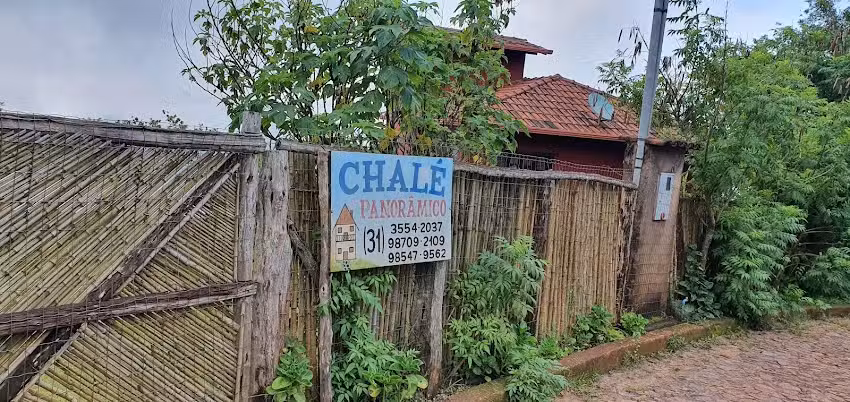 CHALÉ
PANORÂMICO
(31) 3554-2037
98709-2109
98547-9562